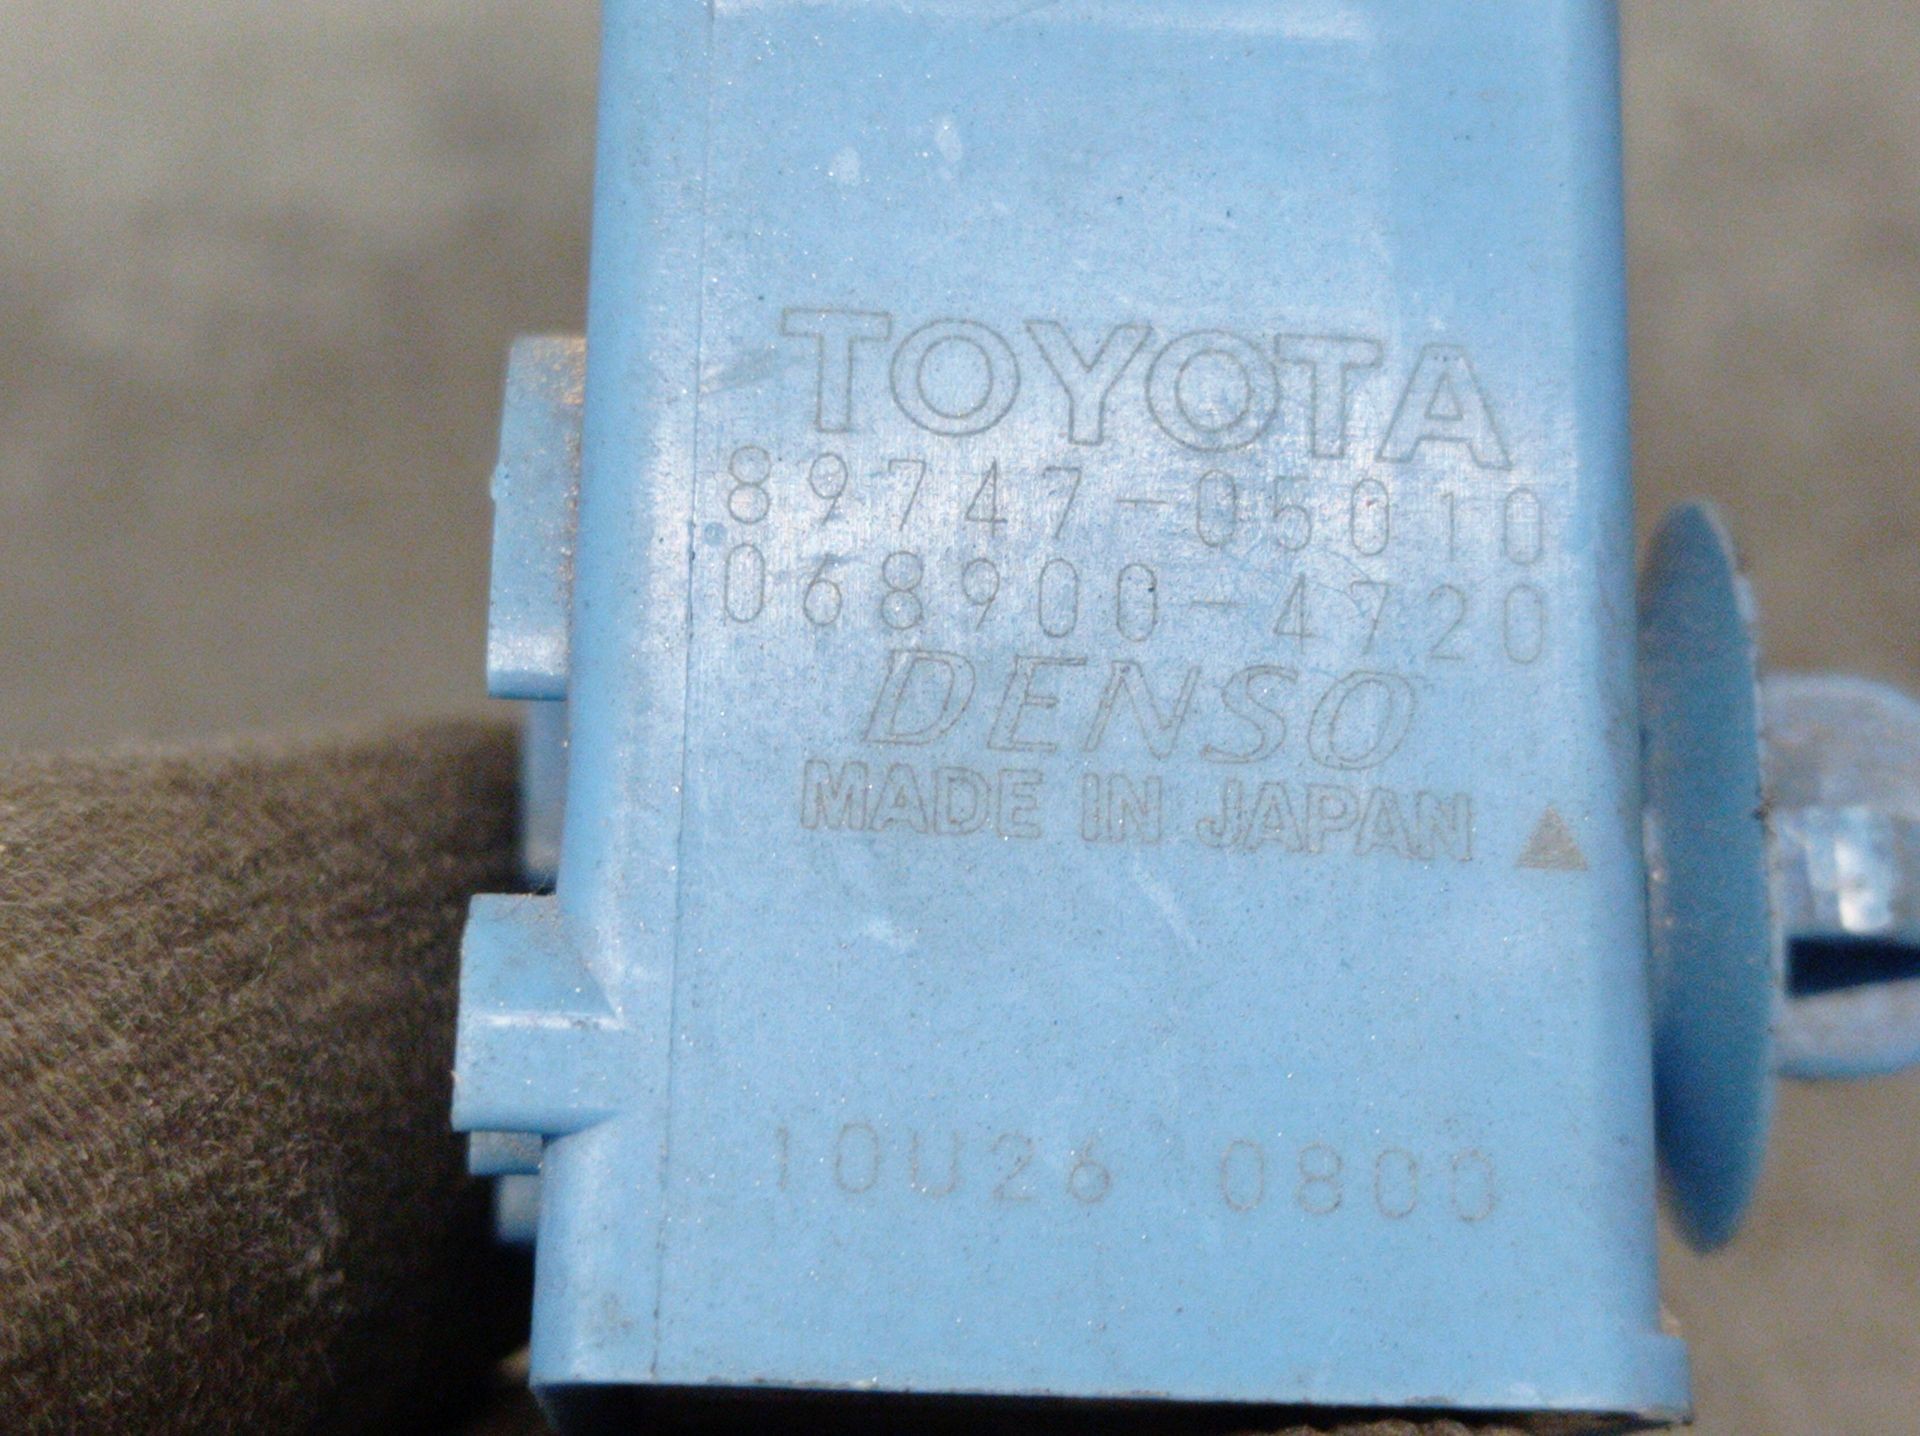 TOYOTA
89747-05010
068900-4720
DENSO
MADE IN JAPAN
10U26 0800